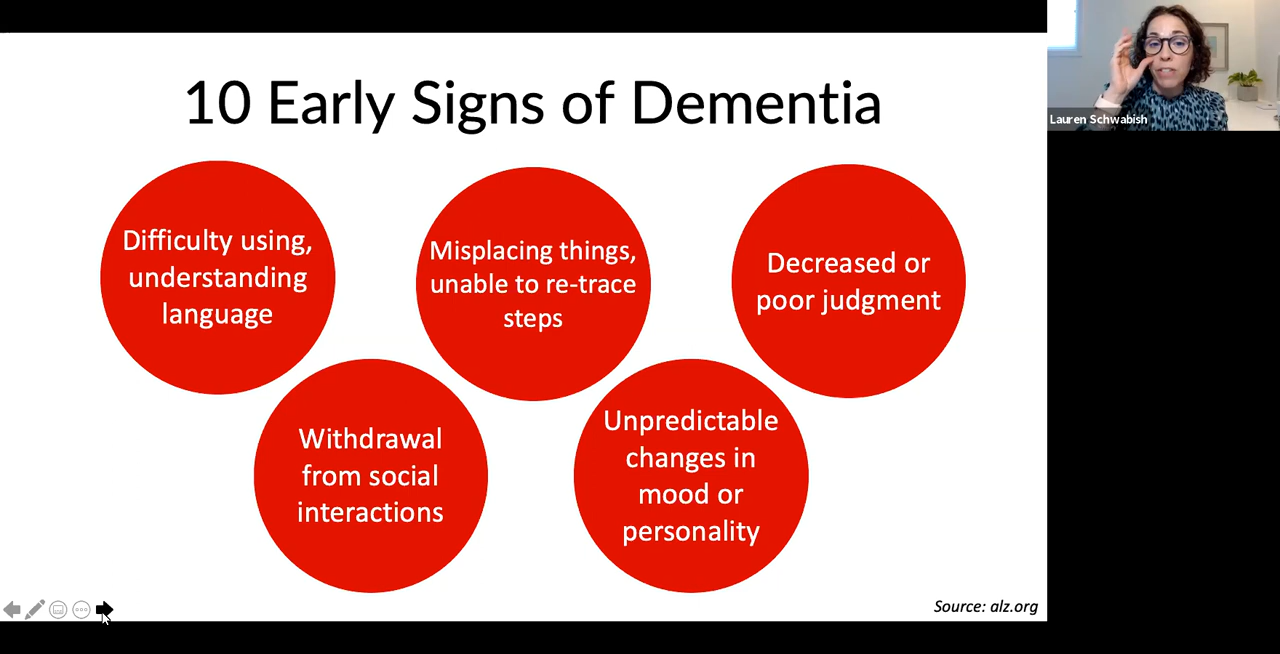 10 Early Signs of Dementia
Difficulty using,
understanding
language
Misplacing things,
unable to re-trace
steps
Decreased or
poor judgment
Withdrawal
from social
interactions
Unpredictable
changes in
mood or
personality
Source: alz.org
Lauren Schwabish